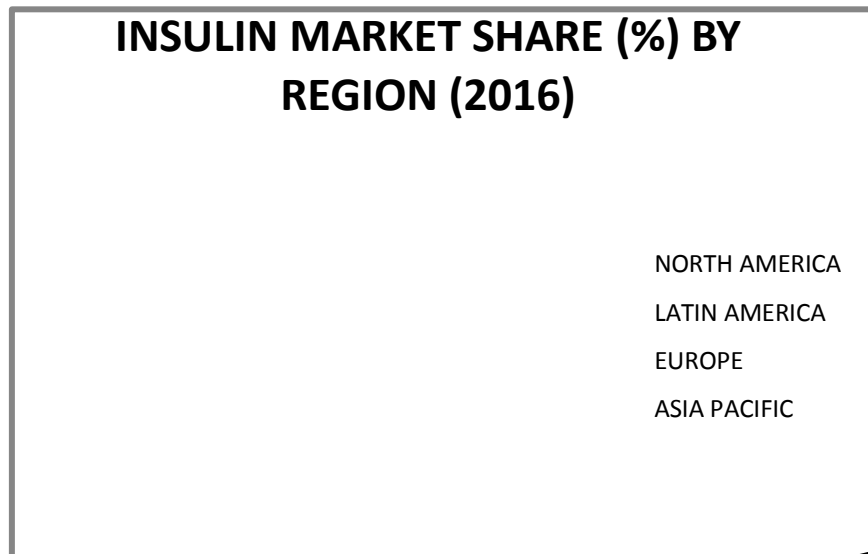 INSULIN MARKET SHARE (%) BY
REGION (2016)
NORTH AMERICA
LATIN AMERICA
EUROPE
ASIA PACIFIC